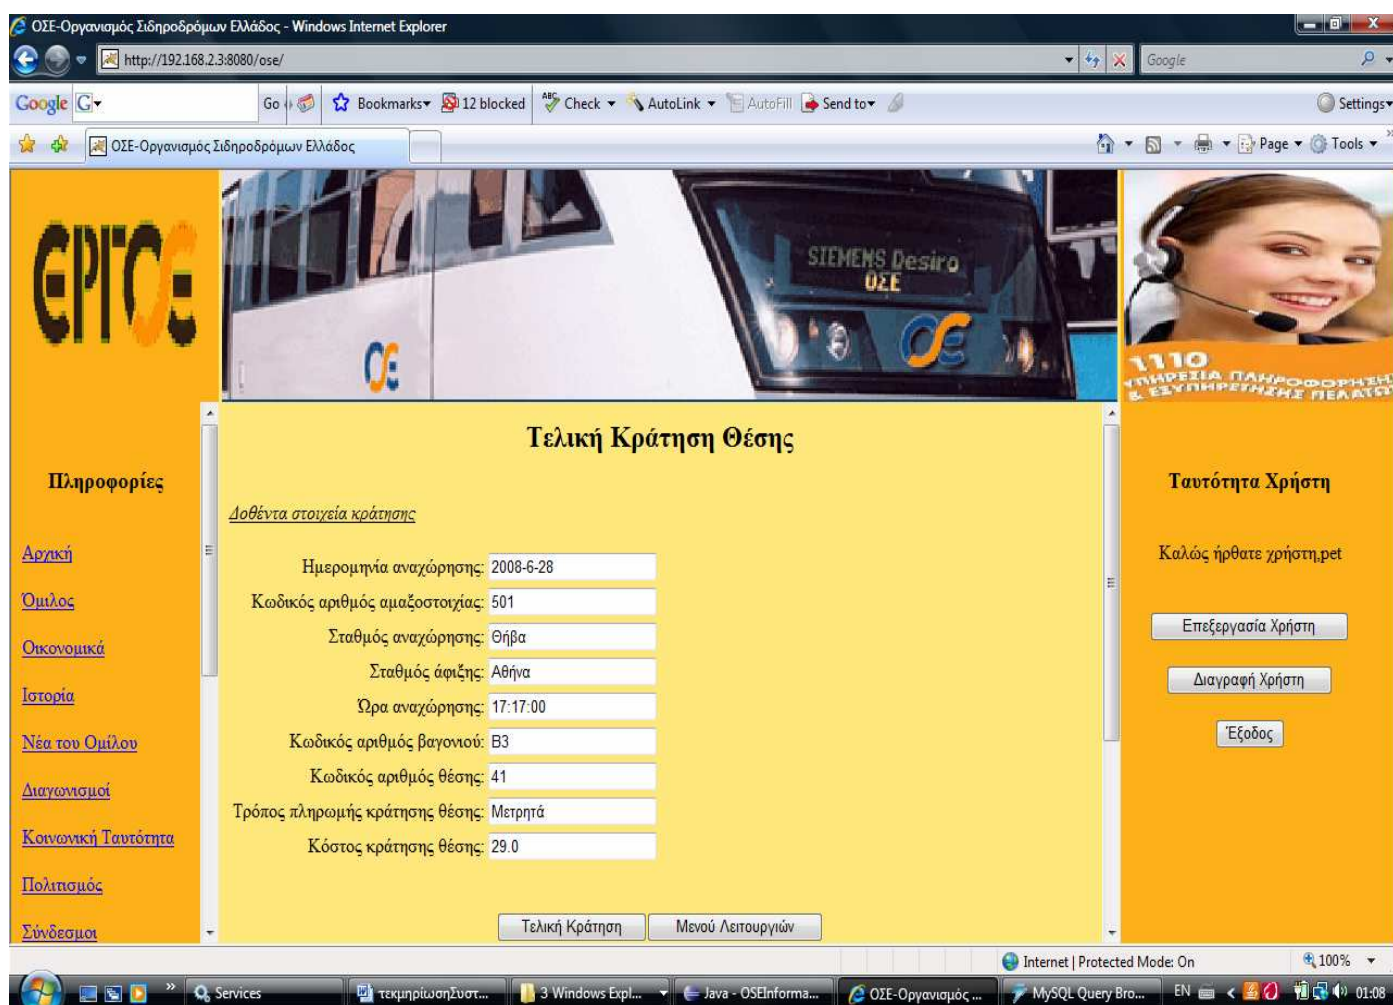 ΟΣΕ-Οργανισμός Σιδηροδρόμων Ελλάδος - Windows Internet Explorer
http://192.168.2.3:8080/ose/
Google
Google G Go Bookmarks 12 blocked ABC Check AutoLink AutoFill Send to Settings
ΟΣΕ-Οργανισμός Σιδηροδρόμων Ελλάδος
Page Tools
ΕΡΓΟΣΕ
SIEMENS Desiro
ΟΣΕ
1110
ΥΠΗΡΕΣΙΑ ΠΛΗΡΟΦΟΡΗΣΗΣ
& ΕΞΥΠΗΡΕΤΗΣΗΣ ΠΕΛΑΤΩΝ
Πληροφορίες
Αρχική
Όμιλος
Οικονομικά
Ιστορία
Νέα του Ομίλου
Διαγωνισμοί
Κοινωνική Ταυτότητα
Πολιτισμός
Σύνδεσμοι
Τελική Κράτηση Θέσης
Δοθέντα στοιχεία κράτησης
Ημερομηνία αναχώρησης: 2008-6-28
Κωδικός αριθμός αμαξοστοιχίας: 501
Σταθμός αναχώρησης: Θήβα
Σταθμός άφιξης: Αθήνα
Ώρα αναχώρησης: 17:17:00
Κωδικός αριθμός βαγονιού: B3
Κωδικός αριθμός θέσης: 41
Τρόπος πληρωμής κράτησης θέσης: Μετρητά
Κόστος κράτησης θέσης: 29.0
Τελική Κράτηση Μενού Λειτουργιών
Ταυτότητα Χρήστη
Καλώς ήρθατε χρήστη,pet
Επεξεργασία Χρήστη
Διαγραφή Χρήστη
Έξοδος
Internet | Protected Mode: On 100%
Services τεκμηρίωσηΣυστ... 3 Windows Expl... Java - OSEInforma... ΟΣΕ-Οργανισμός ... MySQL Query Bro... EN 01:08